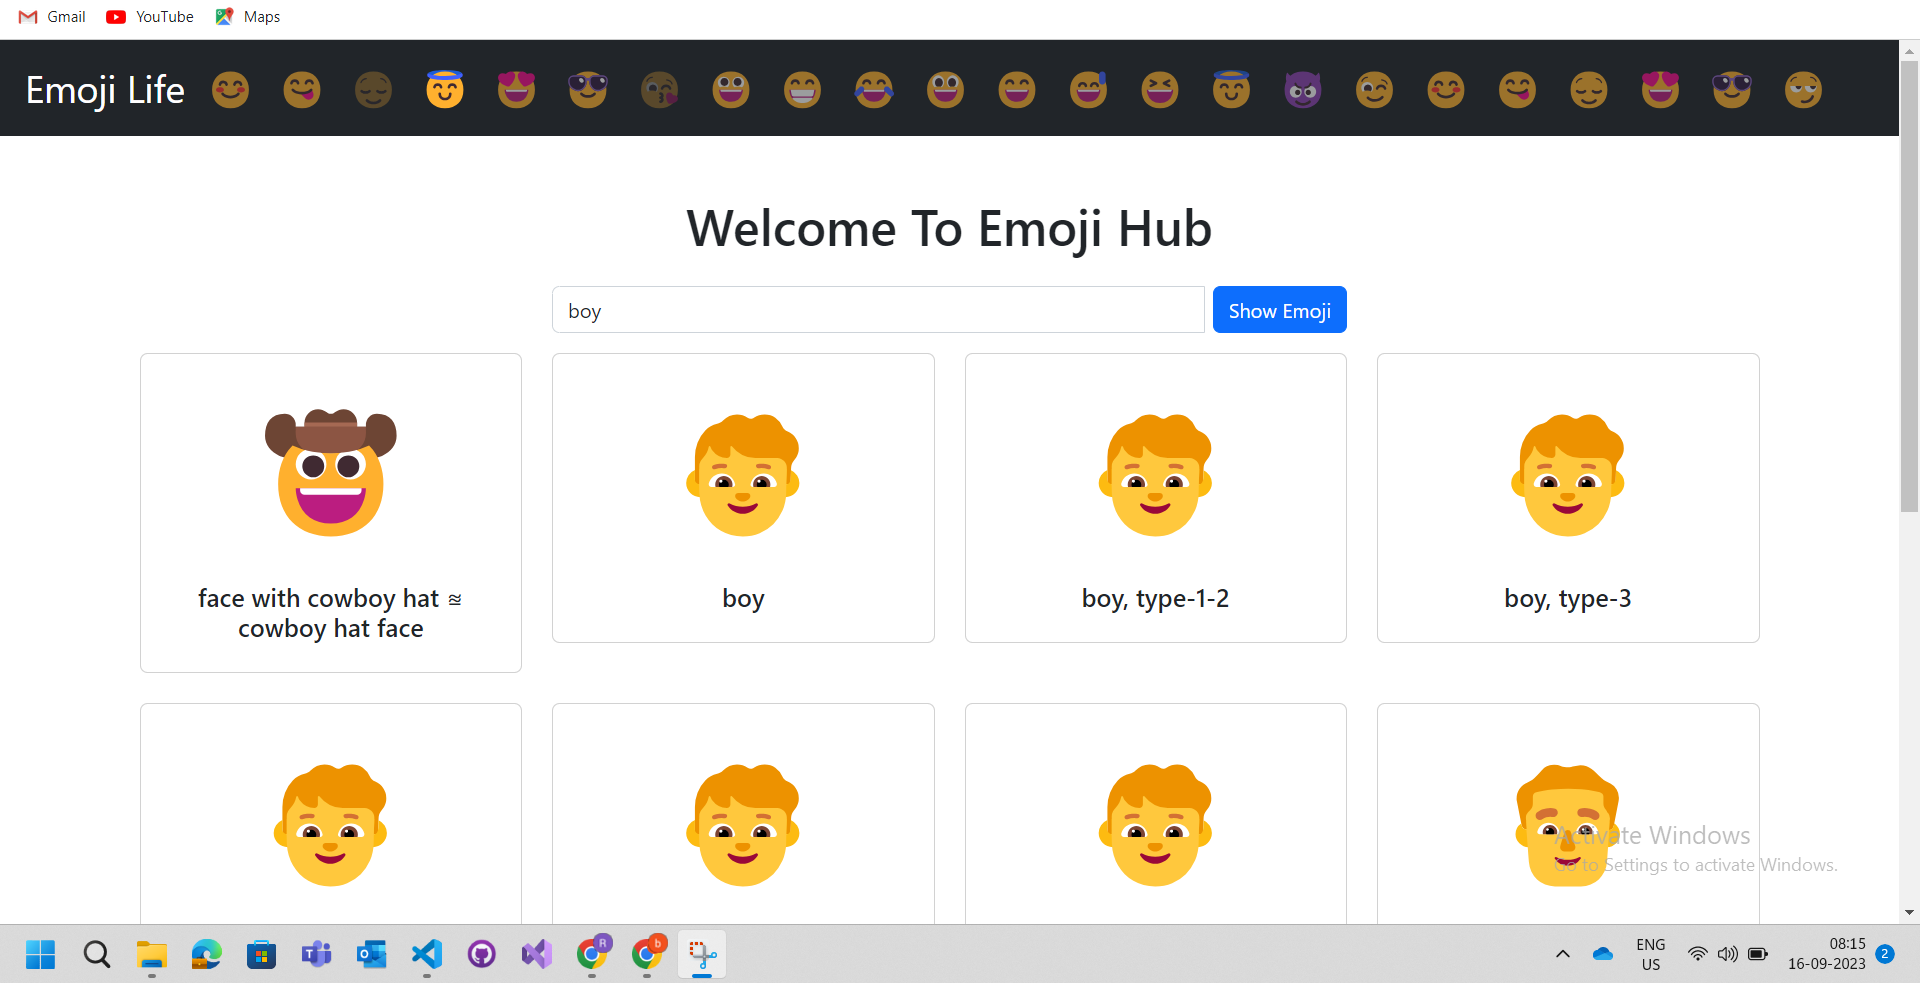 Gmail YouTube Maps
Emoji Life
Welcome To Emoji Hub
boy Show Emoji
face with cowboy hat ≊ cowboy hat face
boy
boy, type-1-2
boy, type-3
Activate Windows
Go to Settings to activate Windows.
ENG
US
08:15
16-09-2023
2
R
b